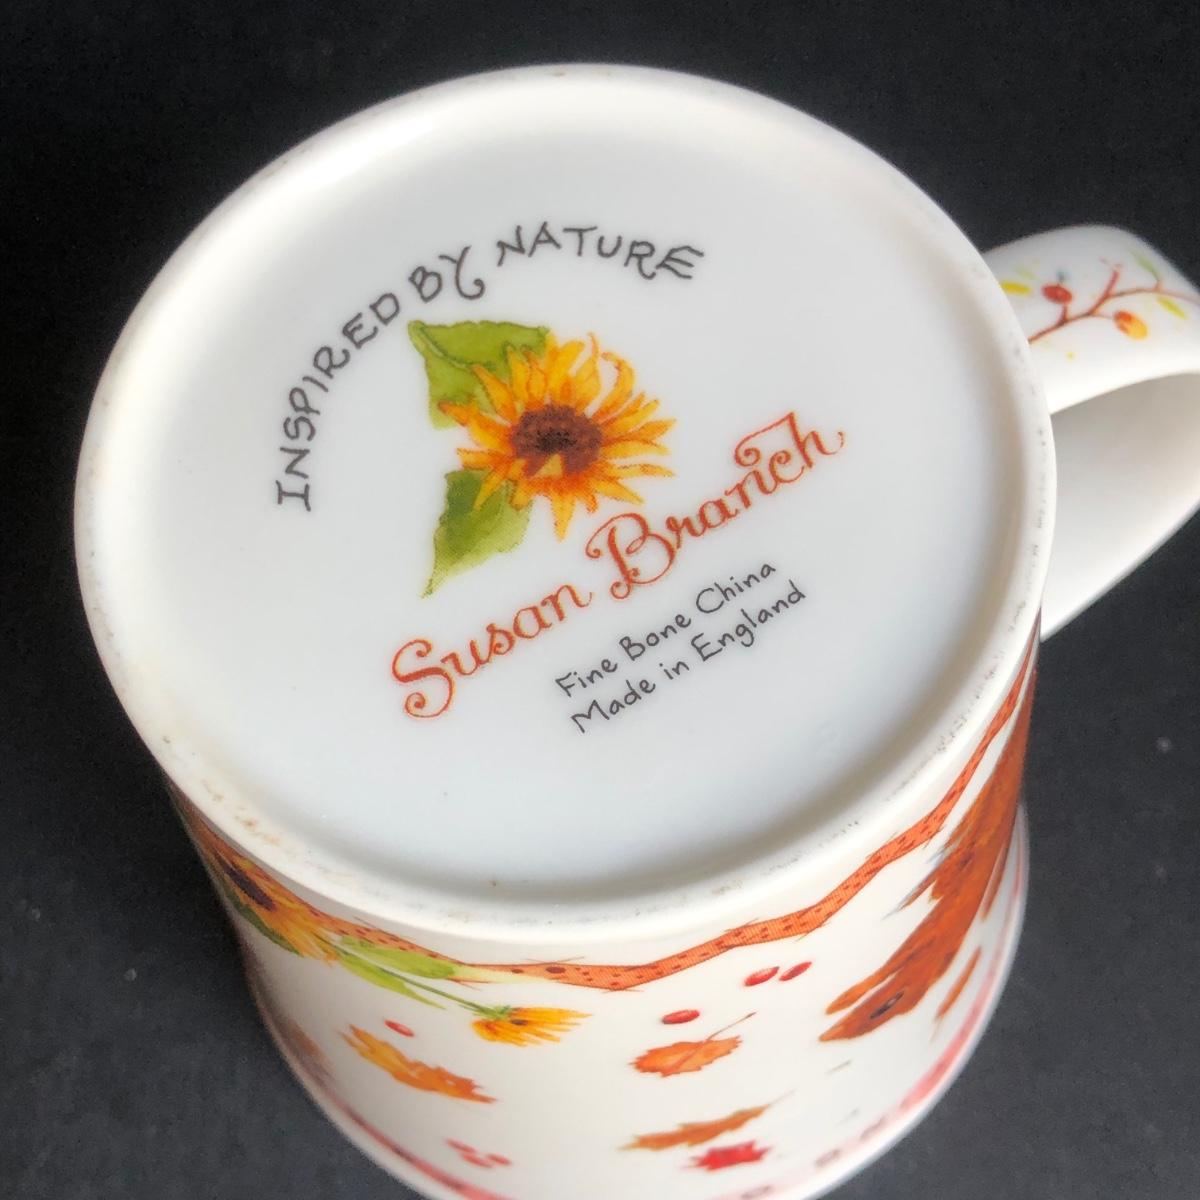 INSPIRED BY NATURE
Susan Branch
Fine Bone China
Made in England